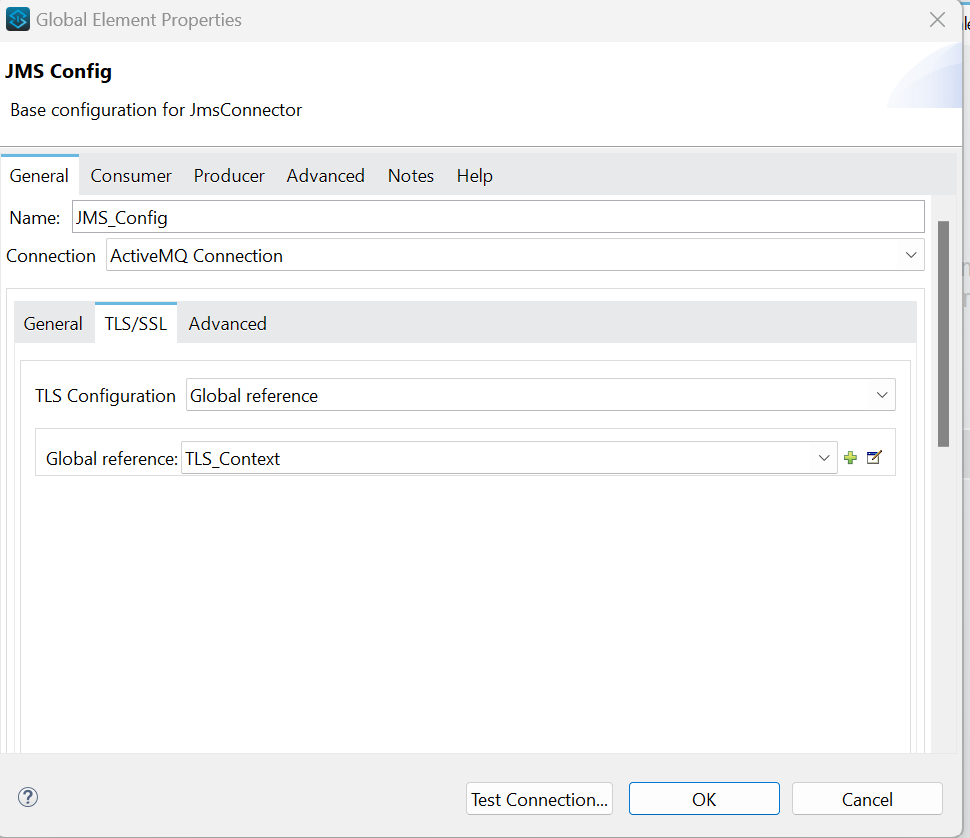 Global Element Properties
JMS Config
Base configuration for JmsConnector
General Consumer Producer Advanced Notes Help
Name: JMS_Config
Connection ActiveMQ Connection
General TLS/SSL Advanced
TLS Configuration Global reference
Global reference: TLS_Context
? Test Connection... OK Cancel